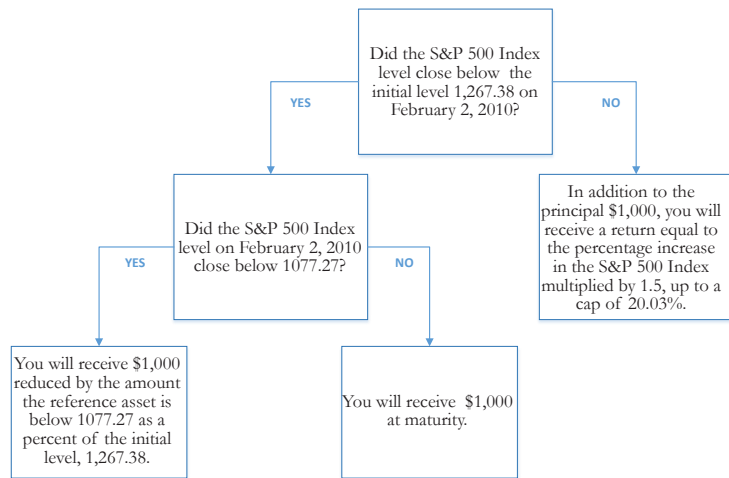 Did the S&P 500 Index
level close below the
initial level 1,267.38 on
February 2, 2010?
YES
NO
Did the S&P 500 Index
level on February 2, 2010
close below 1077.27?
In addition to the
principal $1,000, you will
receive a return equal to
the percentage increase
in the S&P 500 Index
multiplied by 1.5, up to a
cap of 20.03%.
YES
NO
You will receive $1,000
reduced by the amount
the reference asset is
below 1077.27 as a
percent of the initial
level, 1,267.38.
You will receive $1,000
at maturity.